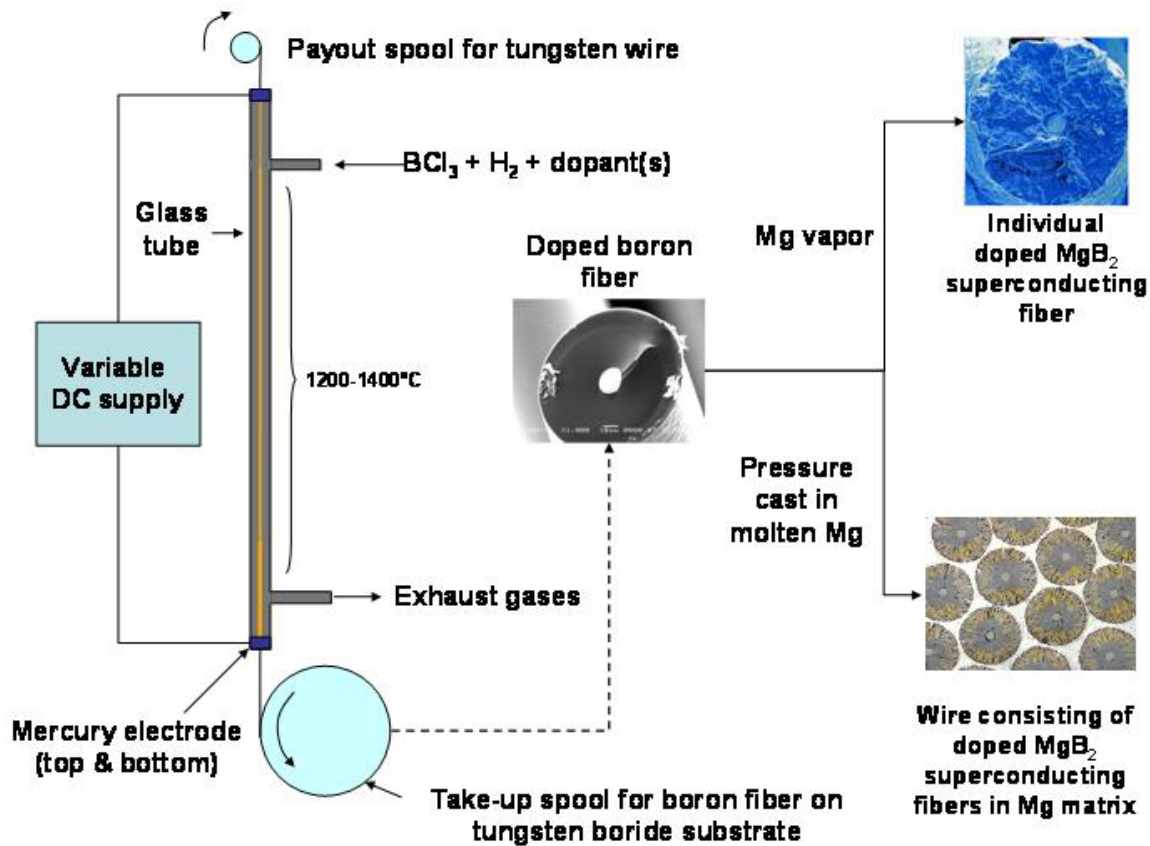 Payout spool for tungsten wire
BCl₃ + H₂ + dopant(s)
Glass
tube
Variable
DC supply
1200-1400°C
Exhaust gases
Mercury electrode
(top & bottom)
Take-up spool for boron fiber on
tungsten boride substrate
Doped boron
fiber
Mg vapor
Pressure
cast in
molten Mg
Individual
doped MgB₂
superconducting
fiber
Wire consisting of
doped MgB₂
superconducting
fibers in Mg matrix